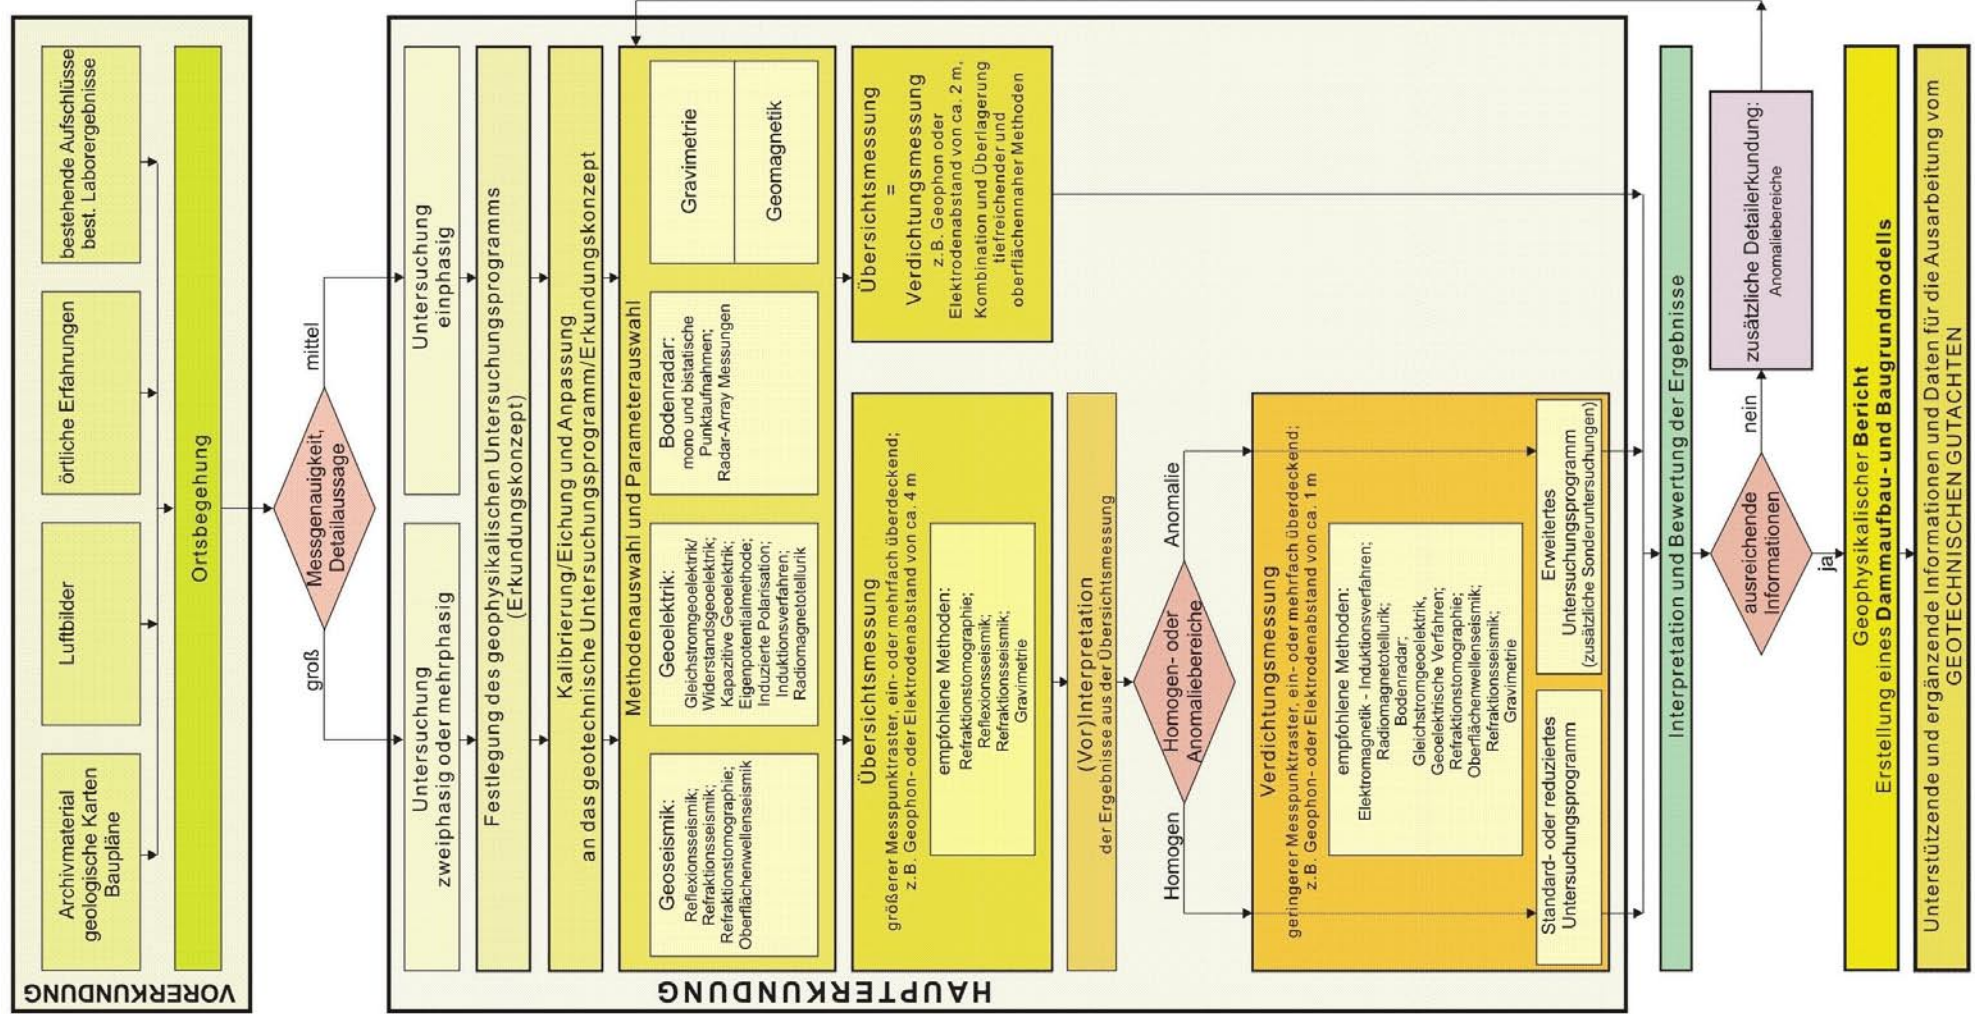 VORERKUNDUNG
Archivmaterial
geologische Karten
Baupläne
Luftbilder
örtliche Erfahrungen
bestehende Aufschlüsse
best. Laborergebnisse
Ortsbegehung
Messgenauigkeit,
Detailaussage
groß
mittel
HAUPTERKUNDUNG
Untersuchung
zweiphasig oder mehrphasig
Untersuchung
einphasig
Festlegung des geophysikalischen Untersuchungsprogramms
(Erkundungskonzept)
Kalibrierung/Eichung und Anpassung
an das geotechnische Untersuchungsprogramm/Erkundungskonzept
Methodenauswahl und Parameterauswahl
Geoseismik:
Reflexionsseismik;
Refraktionsseismik;
Refraktionstomographie;
Oberflächenwellenseismik
Geoelektrik:
Gleichstromgeoelektrik/
Widerstandsgeoelektrik;
Kapazitive Geoelektrik;
Eigenpotentialmethode;
Induzierte Polarisation;
Induktionsverfahren;
Radiomagnetotellurik
Bodenradar:
mono und bistatische
Punktaufnahmen;
Radar-Array Messungen
Gravimetrie
Geomagnetik
Übersichtsmessung
größerer Messpunktraster, ein- oder mehrfach überdeckend;
z.B. Geophon- oder Elektrodenabstand von ca. 4 m
empfohlene Methoden:
Refraktionstomographie;
Reflexionsseismik;
Refraktionsseismik;
Gravimetrie
Übersichtsmessung
=
Verdichtungsmessung
z.B. Geophon oder
Elektrodenabstand von ca. 2 m,
Kombination und Überlagerung
tiefreichender und
oberflächennaher Methoden
(Vor)Interpretation
der Ergebnisse aus der Übersichtsmessung
Homogen- oder
Anomaliebereiche
Homogen
Anomalie
Verdichtungsmessung
geringerer Messpunktraster, ein- oder mehrfach überdeckend;
z.B. Geophon- oder Elektrodenabstand von ca. 1 m
empfohlene Methoden:
Elektromagnetik - Induktionsverfahren;
Radiomagnetotellurik;
Bodenradar;
Gleichstromgeoelektrik,
Geoelektrische Verfahren;
Refraktionstomographie;
Oberflächenwellenseismik;
Refraktionsseismik;
Gravimetrie
Standard- oder reduziertes
Untersuchungsprogramm
Erweitertes
Untersuchungsprogramm
(zusätzliche Sonderuntersuchungen)
Interpretation und Bewertung der Ergebnisse
ausreichende
Informationen
nein
zusätzliche Detailerkundung:
Anomaliebereiche
ja
Geophysikalischer Bericht
Erstellung eines Dammaufbau- und Baugrundmodells
Unterstützende und ergänzende Informationen und Daten für die Ausarbeitung vom
GEOTECHNISCHEN GUTACHTEN